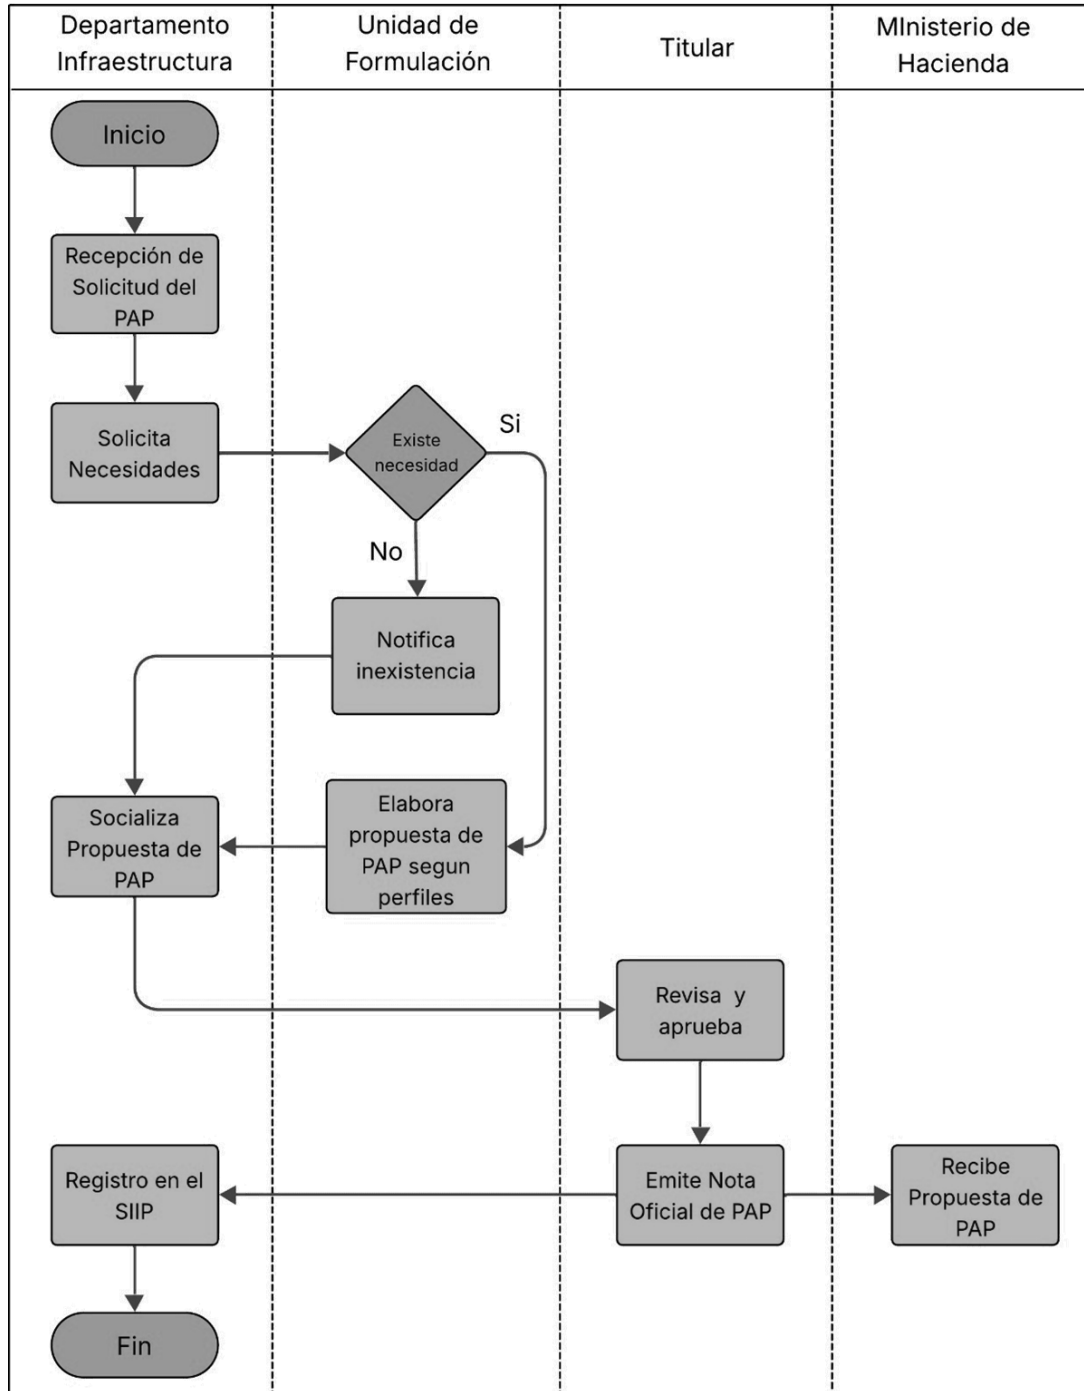 Departamento
Infraestructura
Unidad de
Formulación
Titular
MInisterio de
Hacienda
Inicio
Recepción de
Solicitud del
PAP
Solicita
Necesidades
Existe
necesidad
Si
No
Notifica
inexistencia
Socializa
Propuesta de
PAP
Elabora
propuesta de
PAP segun
perfiles
Revisa y
aprueba
Registro en el
SIIP
Emite Nota
Oficial de PAP
Recibe
Propuesta de
PAP
Fin